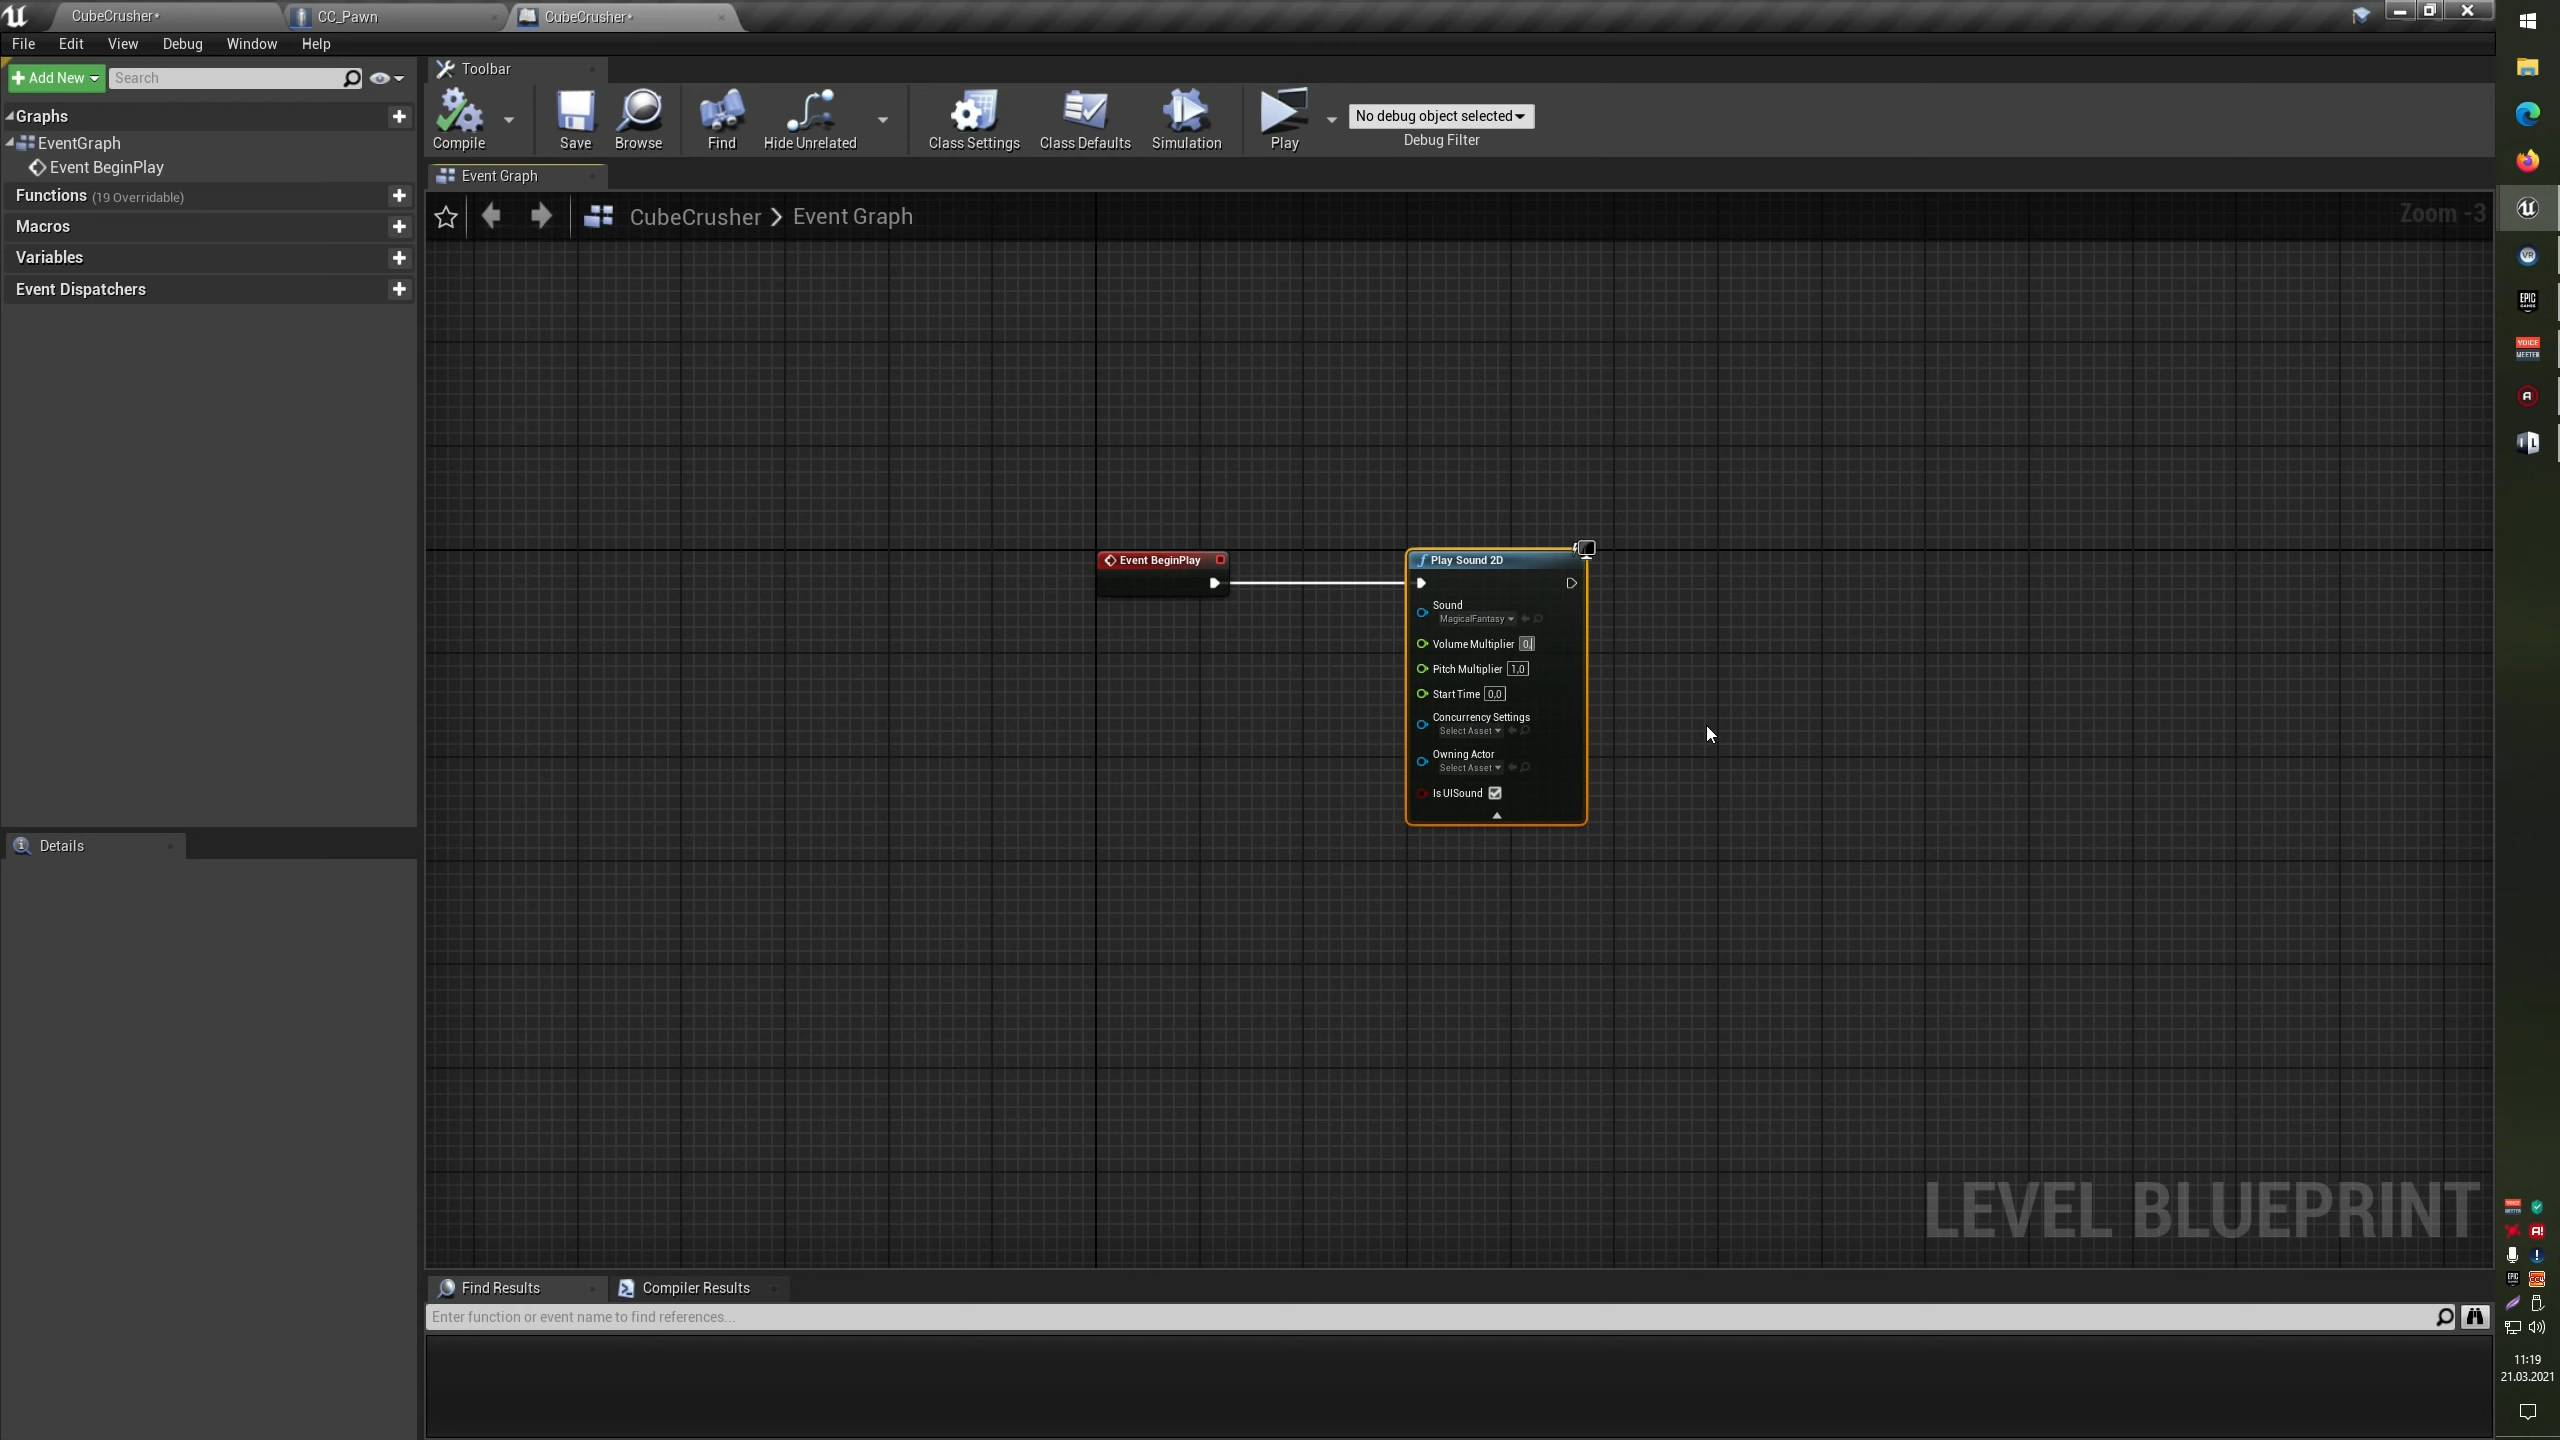 CubeCrusher*
CC_Pawn
CubeCrusher*
File
Edit
View
Debug
Window
Help
Add New
Search
Toolbar
Compile
Save
Browse
Find
Hide Unrelated
Class Settings
Class Defaults
Simulation
Play
No debug object selected
Debug Filter
Graphs
EventGraph
Event BeginPlay
Functions (19 Overridable)
Macros
Variables
Event Dispatchers
Event Graph
CubeCrusher > Event Graph
Zoom -3
Event BeginPlay
Play Sound 2D
Sound
MagicalFantasy
Volume Multiplier 0,
Pitch Multiplier 1,0
Start Time 0,0
Concurrency Settings
Select Asset
Owning Actor
Select Asset
Is UISound
Details
LEVEL BLUEPRINT
Find Results
Compiler Results
Enter function or event name to find references...
VR
EPIC
GAMES
VOICE
MEETER
11:19
21.03.2021